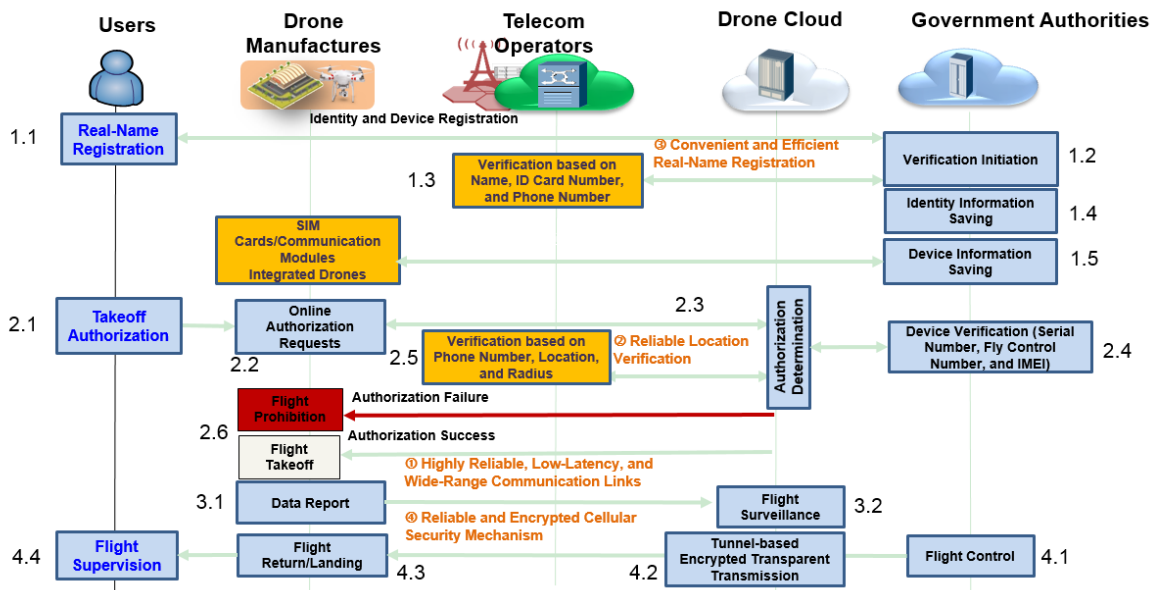 Users
Drone
Manufactures
Telecom
Operators
Drone Cloud
Government Authorities
Identity and Device Registration
1.1
Real-Name
Registration
③ Convenient and Efficient
Real-Name Registration
Verification Initiation
1.2
1.3
Verification based on
Name, ID Card Number,
and Phone Number
Identity Information
Saving
1.4
SIM
Cards/Communication
Modules
Integrated Drones
Device Information
Saving
1.5
2.1
Takeoff
Authorization
Online
Authorization
Requests
2.2
2.3
Authorization
Determination
2.5
Verification based on
Phone Number, Location,
and Radius
② Reliable Location
Verification
Device Verification (Serial
Number, Fly Control
Number, and IMEI)
2.4
Flight
Prohibition
Authorization Failure
2.6
Flight
Takeoff
Authorization Success
① Highly Reliable, Low-Latency, and
Wide-Range Communication Links
3.1
Data Report
Flight
Surveillance
3.2
④ Reliable and Encrypted Cellular
Security Mechanism
4.4
Flight
Supervision
Flight
Return/Landing
4.3
4.2
Tunnel-based
Encrypted Transparent
Transmission
Flight Control
4.1